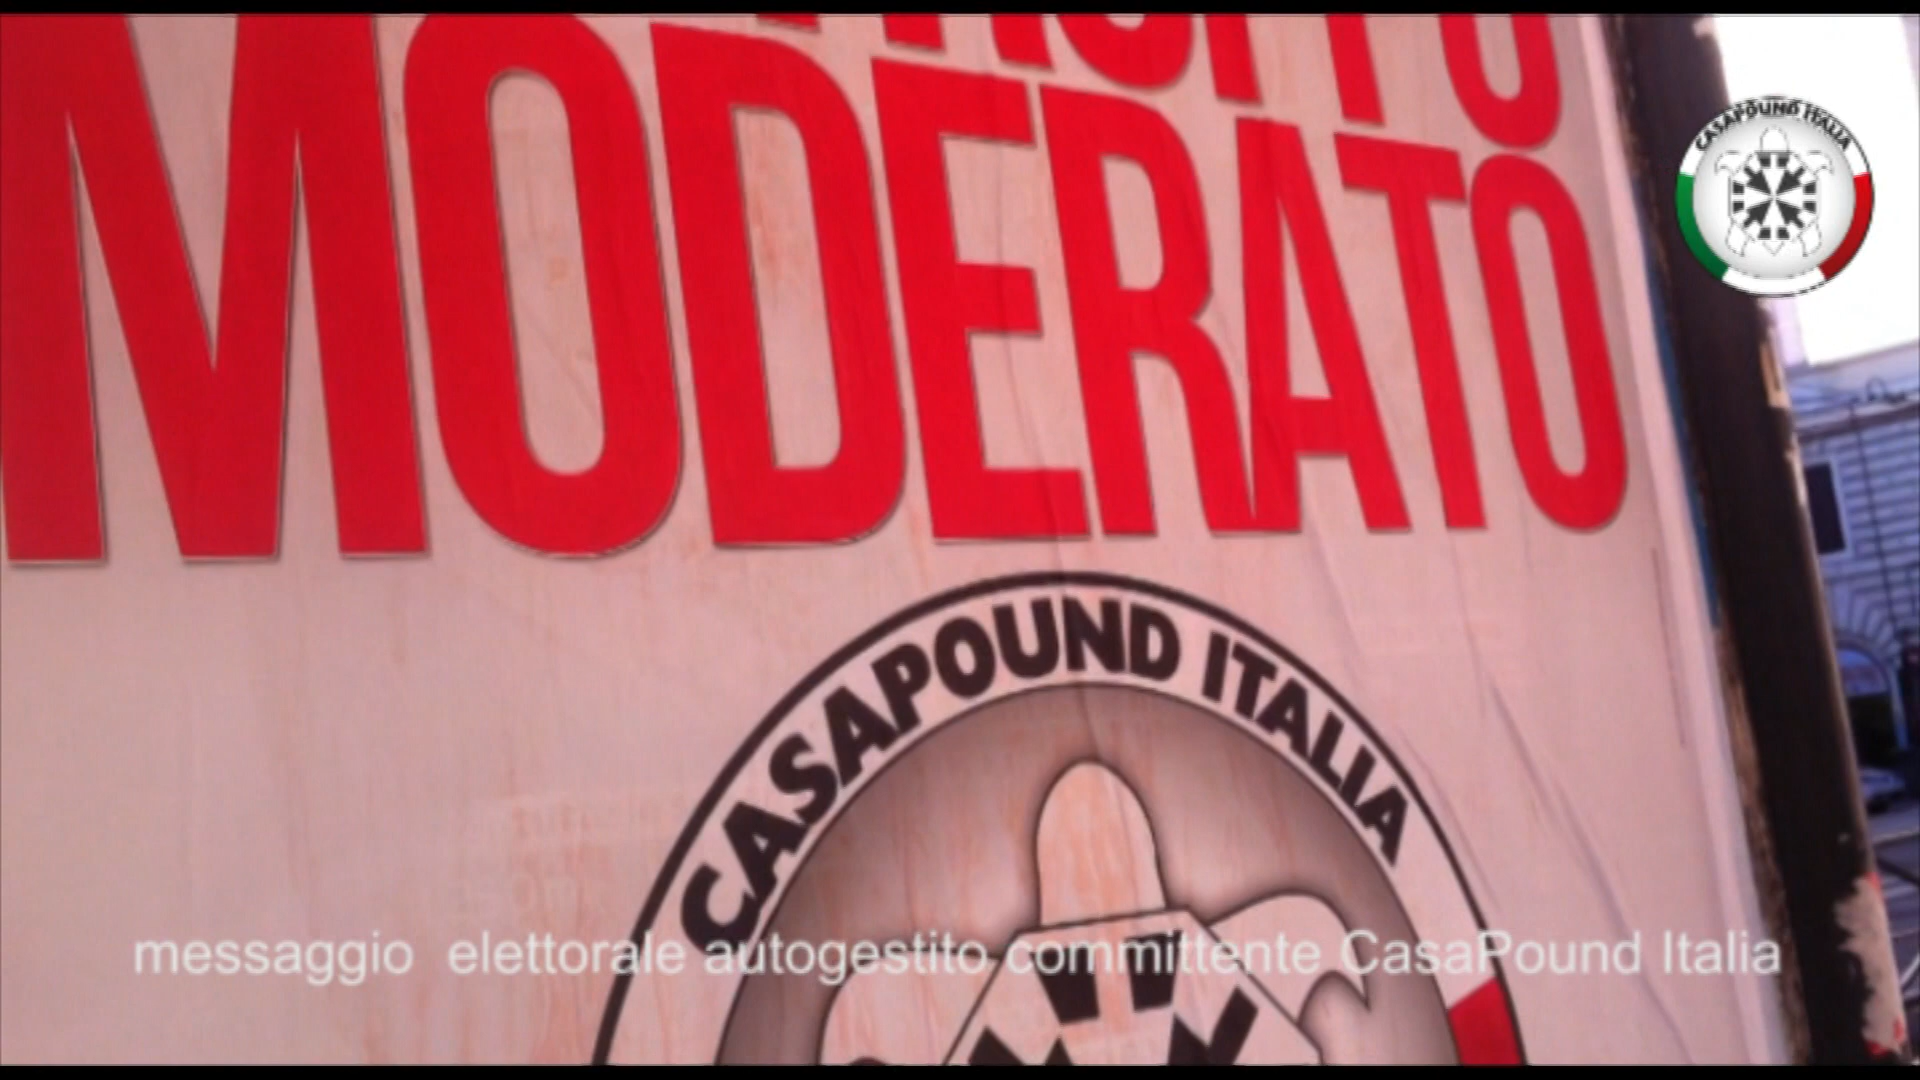 MODERATO
CASAPOUND ITALIA
CASAPOUND ITALIA
messaggio elettorale autogestito committente CasaPound Italia